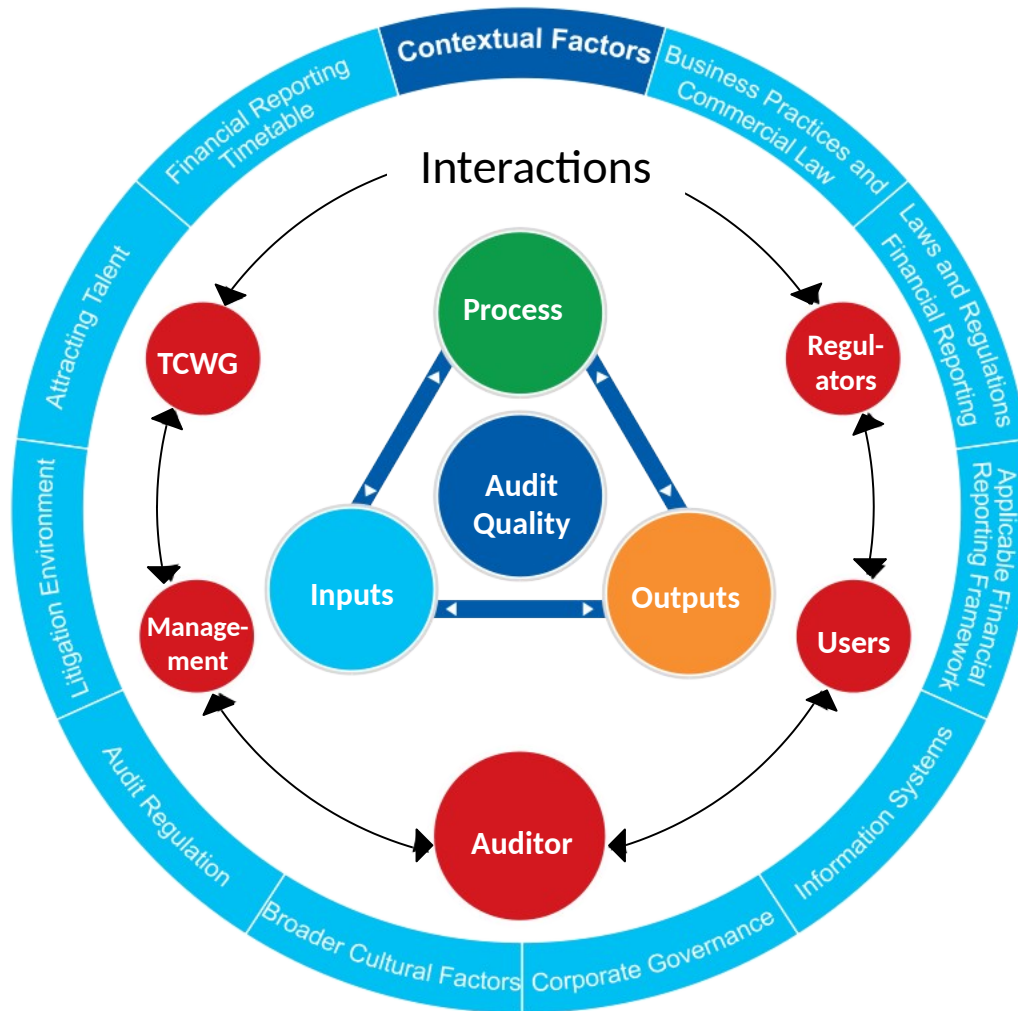 Contextual Factors
Business Practices and
Commercial Law
Laws and Regulations
Financial Reporting
Applicable Financial
Reporting Framework
Information Systems
Corporate Governance
Broader Cultural Factors
Audit Regulation
Litigation Environment
Attracting Talent
Financial Reporting
Timetable
Interactions
Process
TCWG
Regul-
ators
Audit
Quality
Inputs
Outputs
Manage-
ment
Users
Auditor